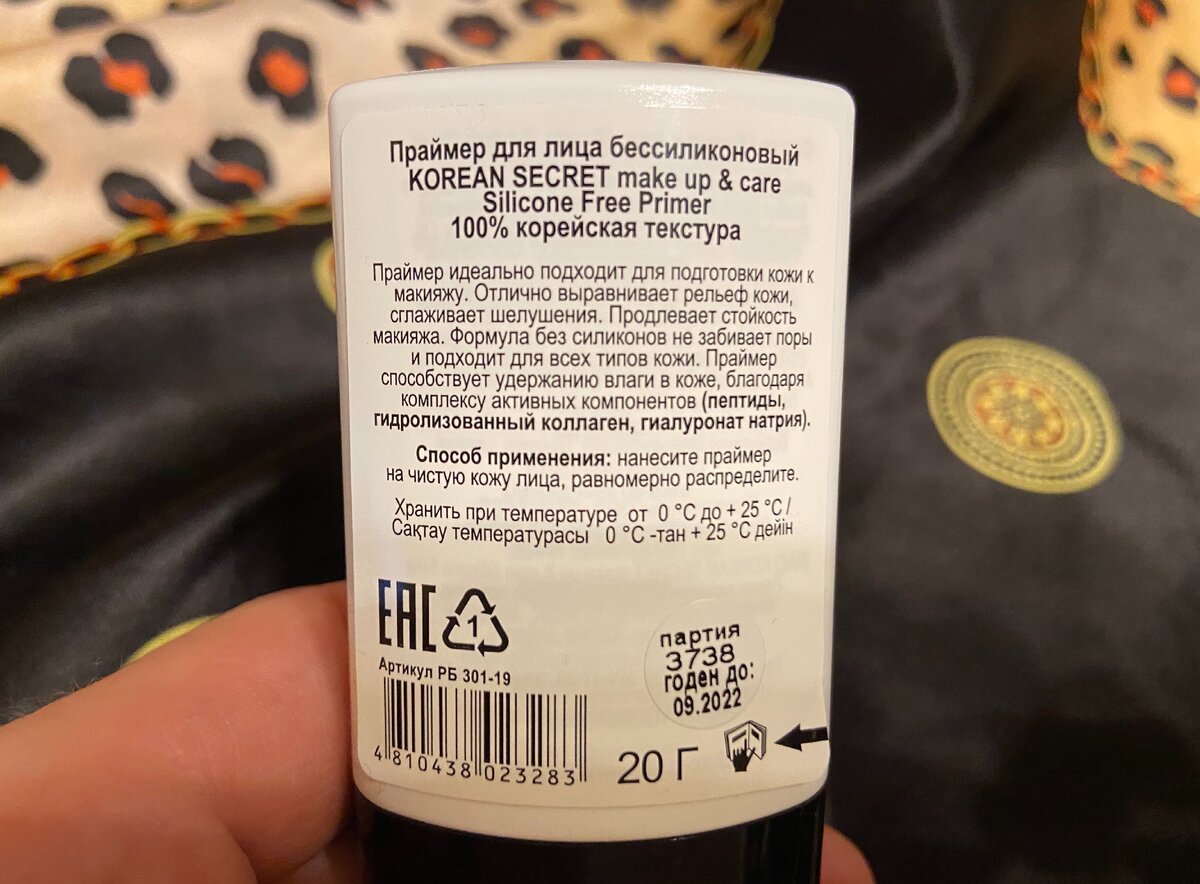 Праймер для лица бессиликоновый
KOREAN SECRET make up & care
Silicone Free Primer
100% корейская текстура
Праймер идеально подходит для подготовки кожи к
макияжу. Отлично выравнивает рельеф кожи,
сглаживает шелушения. Продлевает стойкость
макияжа. Формула без силиконов не забивает поры
и подходит для всех типов кожи. Праймер
способствует удержанию влаги в коже, благодаря
комплексу активных компонентов (пептиды,
гидролизованный коллаген, гиалуронат натрия).
Способ применения: нанесите праймер
на чистую кожу лица, равномерно распределите.
Хранить при температуре от 0 °C до + 25 °C /
Сақтау температурасы 0 °C -тан + 25 °C дейін
EAC 1
Артикул РБ 301-19
4 810438 023283
партия
3738
годен до:
09.2022
20 Г